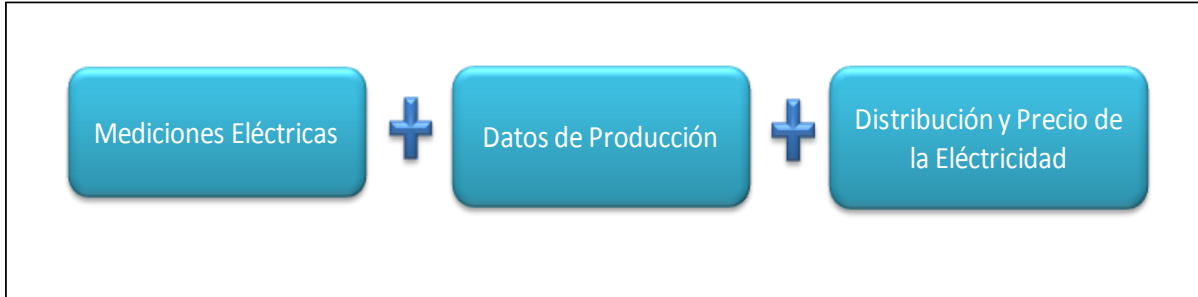 Mediciones Eléctricas
Datos de Producción
Distribución y Precio de
la Eléctricidad